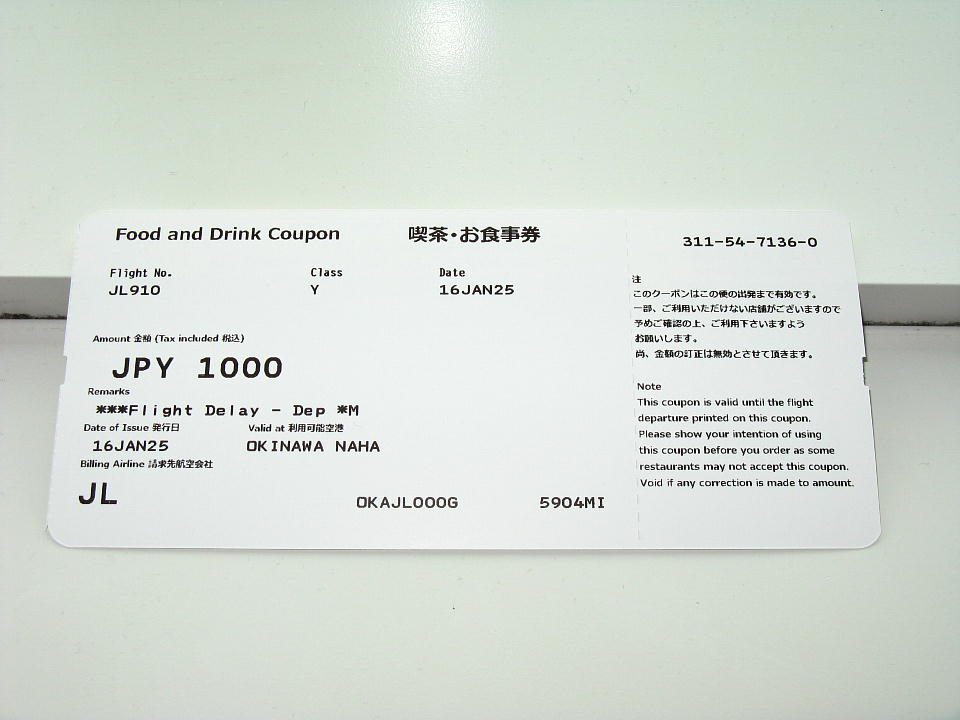 Food and Drink Coupon 喫茶・お食事券
Flight No. Class Date
JL910 Y 16JAN25
Amount 金額 (Tax included 税込)
JPY 1000
Remarks
***Flight Delay - Dep *M
Date of Issue 発行日 Valid at 利用可能空港
16JAN25 OKINAWA NAHA
Billing Airline 請求先航空会社
JL
OKAJL000G 5904MI
311-54-7136-0
注
このクーポンはこの便の出発まで有効です。
一部、ご利用いただけない店舗がございますので
予めご確認の上、ご利用下さいますよう
お願いします。
尚、金額の訂正は無効とさせて頂きます。
Note
This coupon is valid until the flight
departure printed on this coupon.
Please show your intention of using
this coupon before you order as some
restaurants may not accept this coupon.
Void if any correction is made to amount.